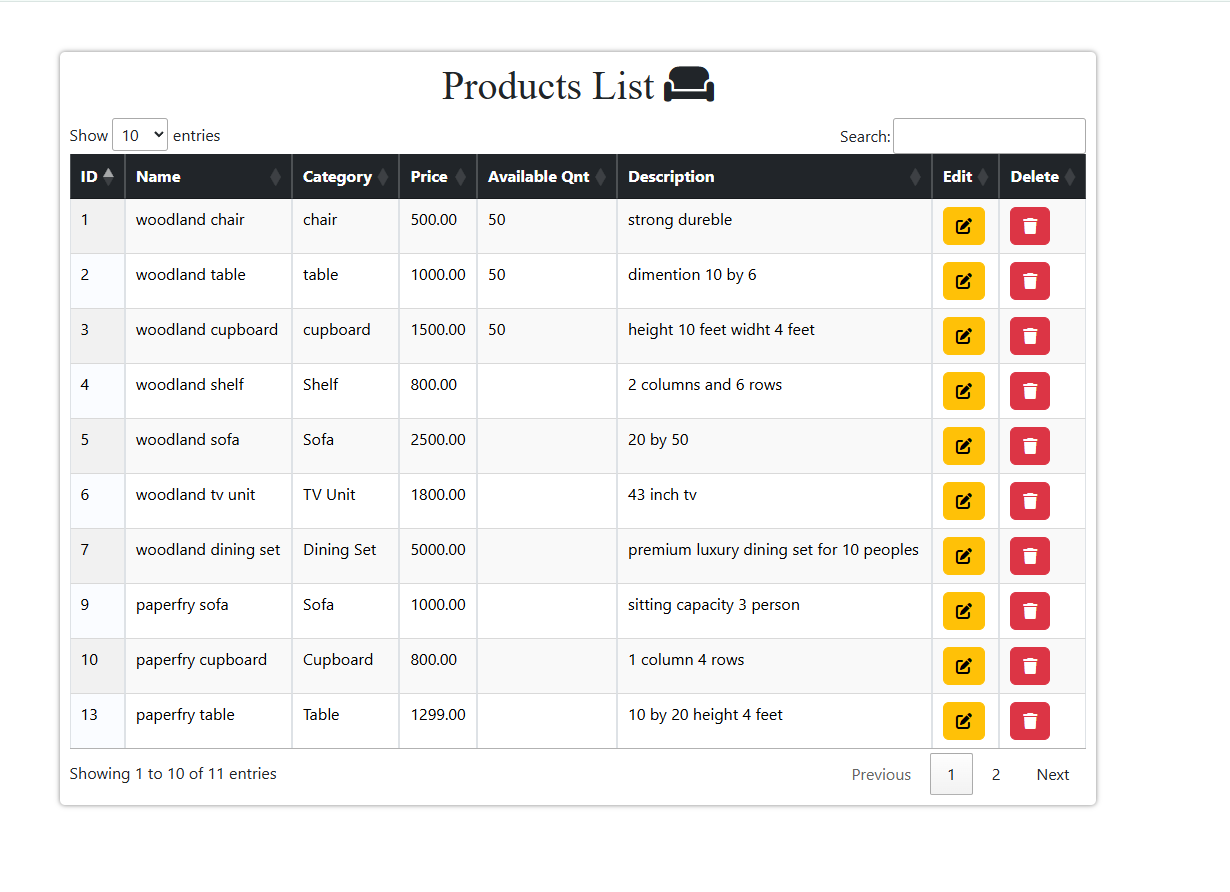 Products List
Show 10 entries Search:
ID Name Category Price Available Qnt Description Edit Delete
1 woodland chair chair 500.00 50 strong dureble
2 woodland table table 1000.00 50 dimention 10 by 6
3 woodland cupboard cupboard 1500.00 50 height 10 feet widht 4 feet
4 woodland shelf Shelf 800.00 2 columns and 6 rows
5 woodland sofa Sofa 2500.00 20 by 50
6 woodland tv unit TV Unit 1800.00 43 inch tv
7 woodland dining set Dining Set 5000.00 premium luxury dining set for 10 peoples
9 paperfry sofa Sofa 1000.00 sitting capacity 3 person
10 paperfry cupboard Cupboard 800.00 1 column 4 rows
13 paperfry table Table 1299.00 10 by 20 height 4 feet
Showing 1 to 10 of 11 entries Previous 1 2 Next